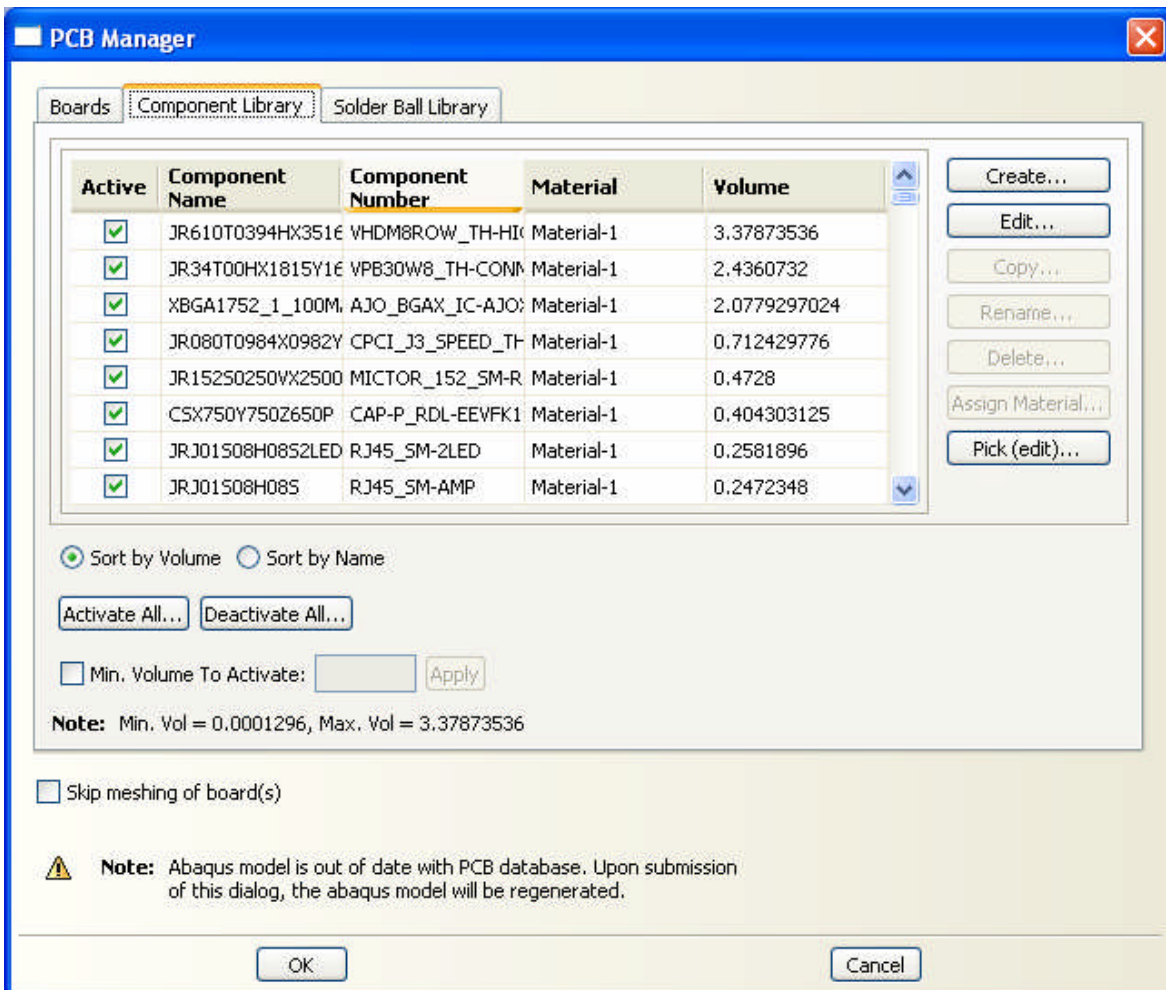 PCB Manager
Boards Component Library Solder Ball Library
Active Component Name Component Number Material Volume
JR610T0394HX3516 VHDM8ROW_TH-HI Material-1 3.37873536
JR34T00HX1815Y16 VPB30W8_TH-CONN Material-1 2.4360732
XBGA1752_1_100M AJO_BGAX_IC-AJO Material-1 2.0779297024
JR080T0984X0982Y CPCI_J3_SPEED_TH Material-1 0.712429776
JR152S0250VX2500 MICTOR_152_SM-R Material-1 0.4728
CSX750Y750Z650P CAP-P_RDL-EEVFK1 Material-1 0.404303125
JRJ01S08H08S2LED RJ45_SM-2LED Material-1 0.2581896
JRJ01S08H08S RJ45_SM-AMP Material-1 0.2472348
Create...
Edit...
Copy...
Rename...
Delete...
Assign Material...
Pick (edit)...
Sort by Volume Sort by Name
Activate All... Deactivate All...
Min. Volume To Activate: Apply
Note: Min. Vol = 0.0001296, Max. Vol = 3.37873536
Skip meshing of board(s)
Note: Abaqus model is out of date with PCB database. Upon submission
of this dialog, the abaqus model will be regenerated.
OK Cancel